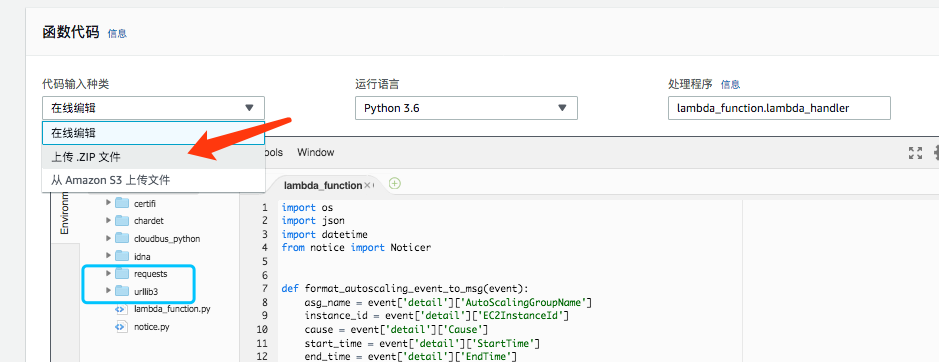 函数代码 信息
代码输入种类 运行语言 处理程序 信息
在线编辑 Python 3.6 lambda_function.lambda_handler
在线编辑
上传 .ZIP 文件
从 Amazon S3 上传文件
ools Window
Environm
lambda_function
certifi
chardet
cloudbus_python
idna
requests
urllib3
lambda_function.py
notice.py
1 import os
2 import json
3 import datetime
4 from notice import Noticer
5
6
7 def format_autoscaling_event_to_msg(event):
8 asg_name = event['detail']['AutoScalingGroupName']
9 instance_id = event['detail']['EC2InstanceId']
10 cause = event['detail']['Cause']
11 start_time = event['detail']['StartTime']
12 end_time = event['detail']['EndTime']